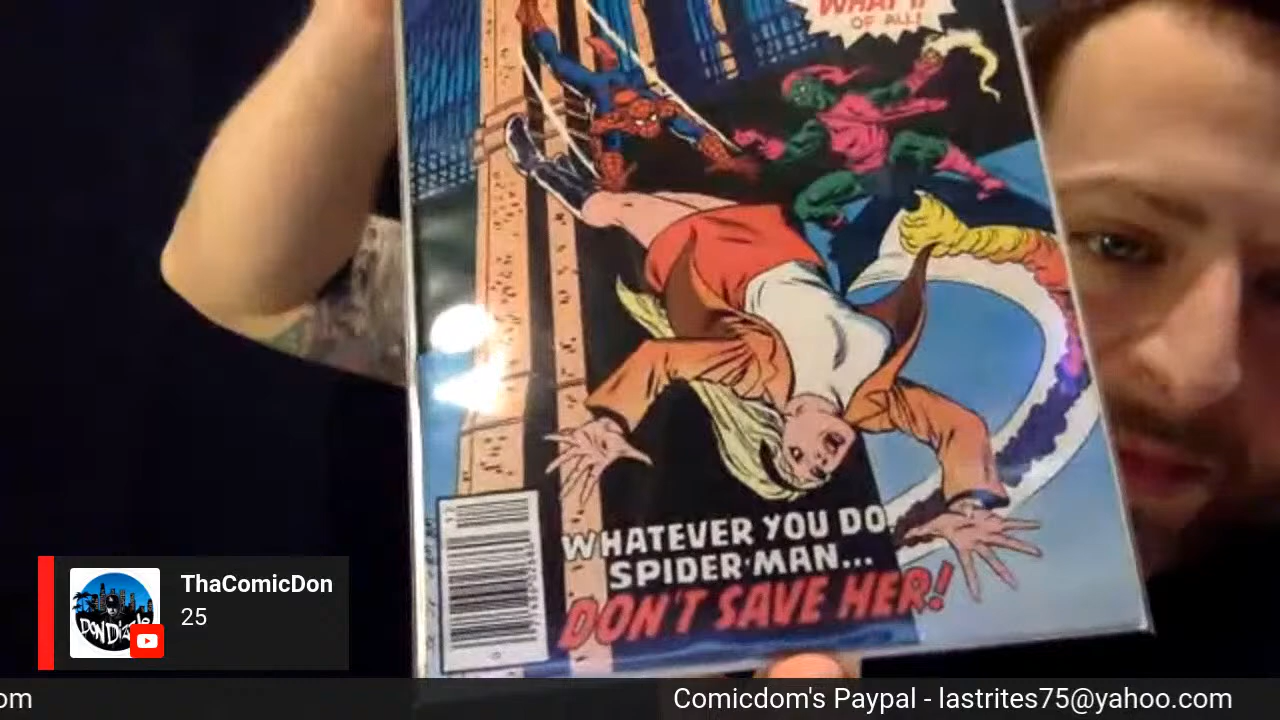 WHAT IF
OF ALL!
WHATEVER YOU DO,
SPIDER-MAN...
DON'T SAVE HER!
ThaComicDon
25
om
Comicdom's Paypal - lastrites75@yahoo.com